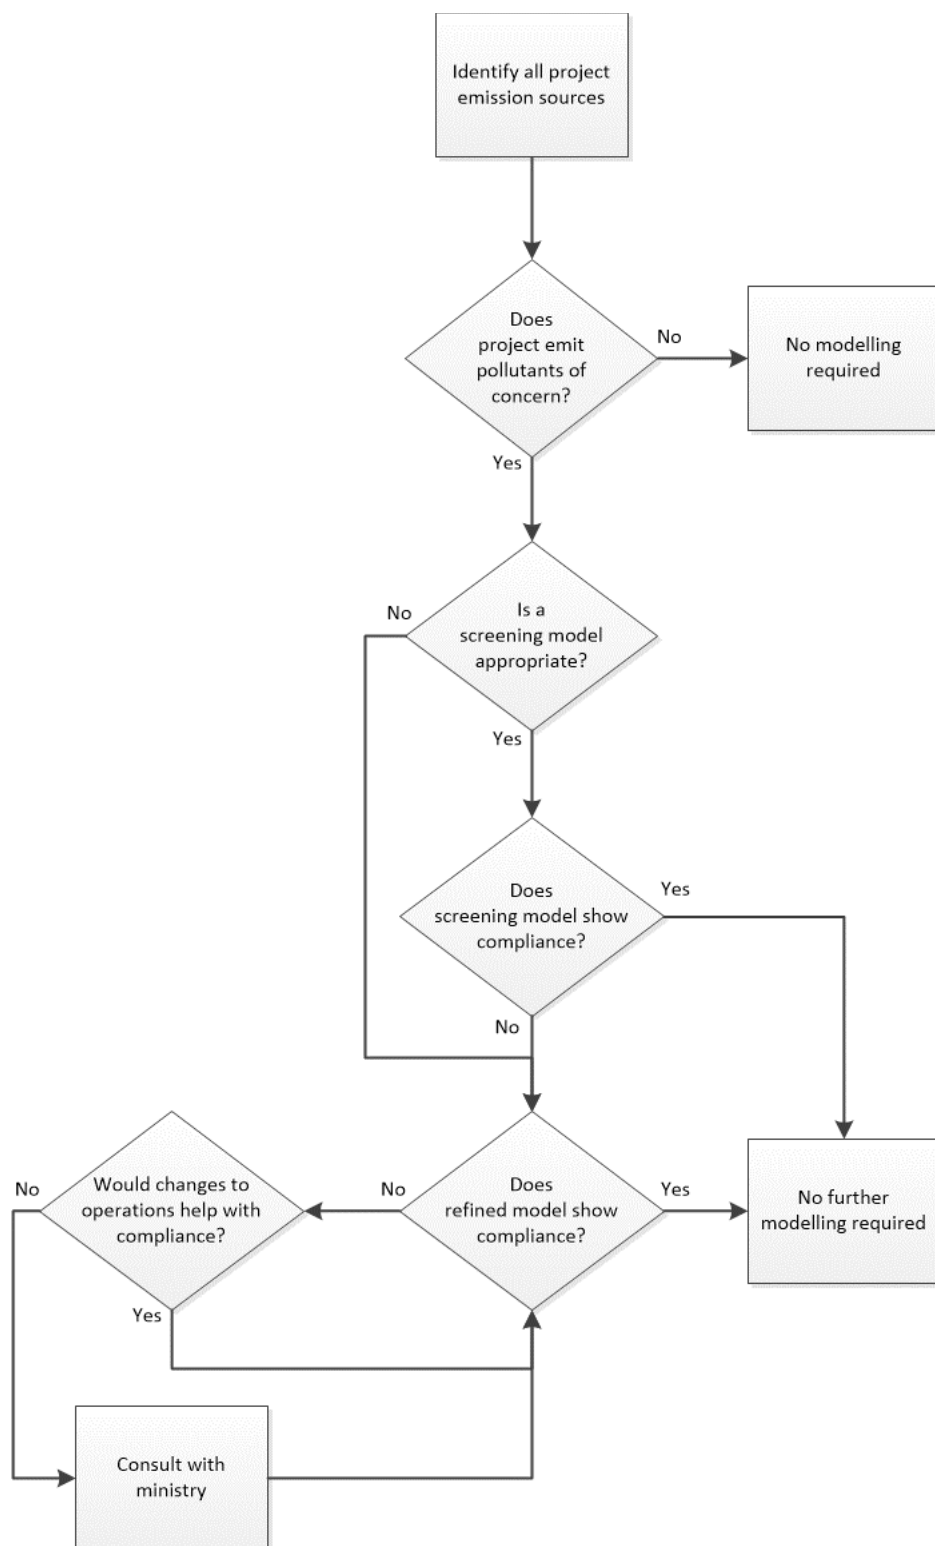 Identify all project
emission sources
Does
project emit
pollutants of
concern?
No
No modelling
required
Yes
Is a
screening model
appropriate?
No
Yes
Does
screening model show
compliance?
Yes
No
Does
refined model show
compliance?
Yes
No further
modelling required
No
Would changes to
operations help with
compliance?
No
Yes
Consult with
ministry